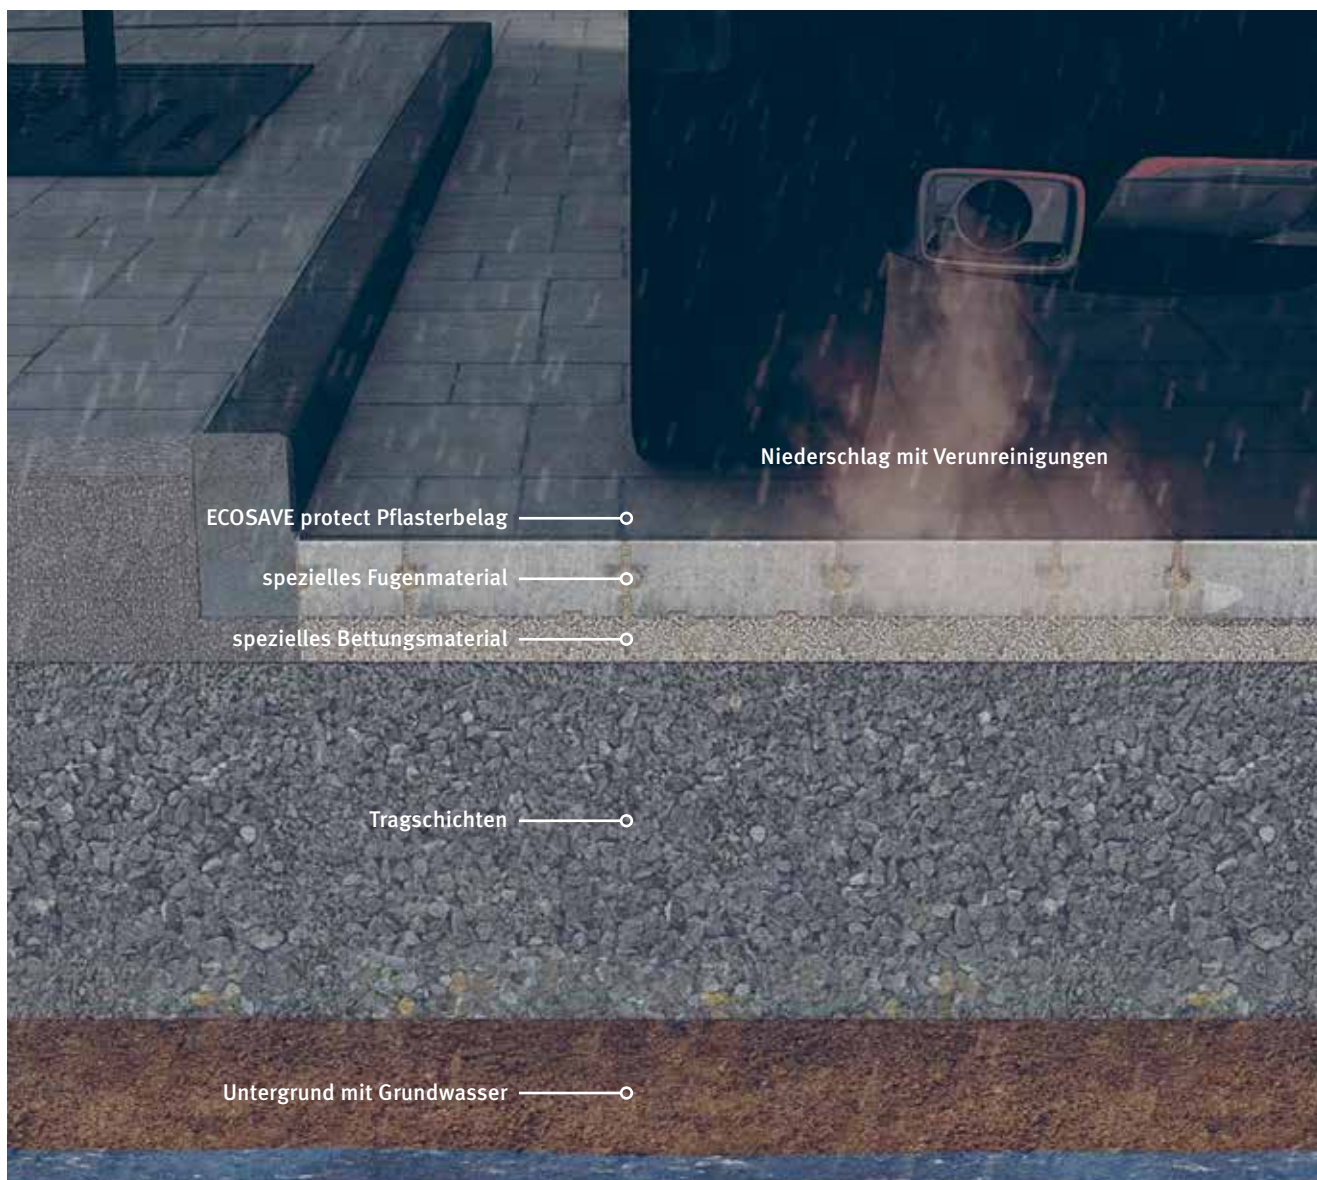 Niederschlag mit Verunreinigungen
ECOSAVE protect Pflasterbelag
spezielles Fugenmaterial
spezielles Bettungsmaterial
Tragschichten
Untergrund mit Grundwasser